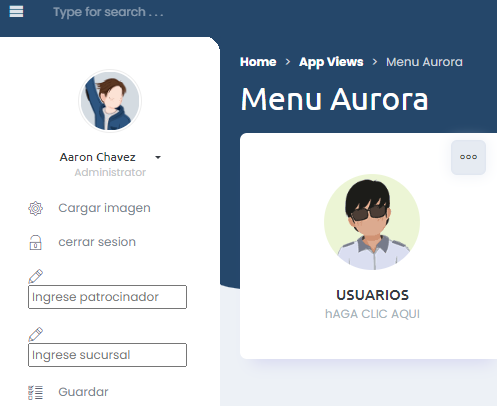 Type for search . . .
Home > App Views > Menu Aurora
Menu Aurora
Aaron Chavez
Administrator
Cargar imagen
cerrar sesion
Ingrese patrocinador
Ingrese sucursal
Guardar
USUARIOS
hAGA CLIC AQUI